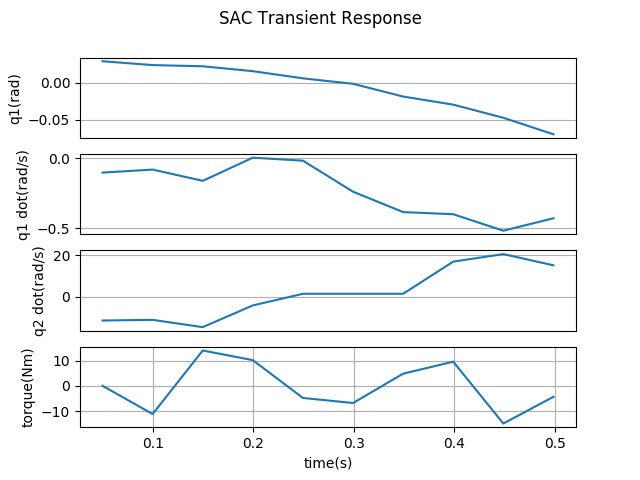 SAC Transient Response
q1(rad)
0.00
−0.05
q1 dot(rad/s)
0.0
−0.5
q2 dot(rad/s)
20
0
torque(Nm)
10
0
−10
0.1 0.2 0.3 0.4 0.5
time(s)